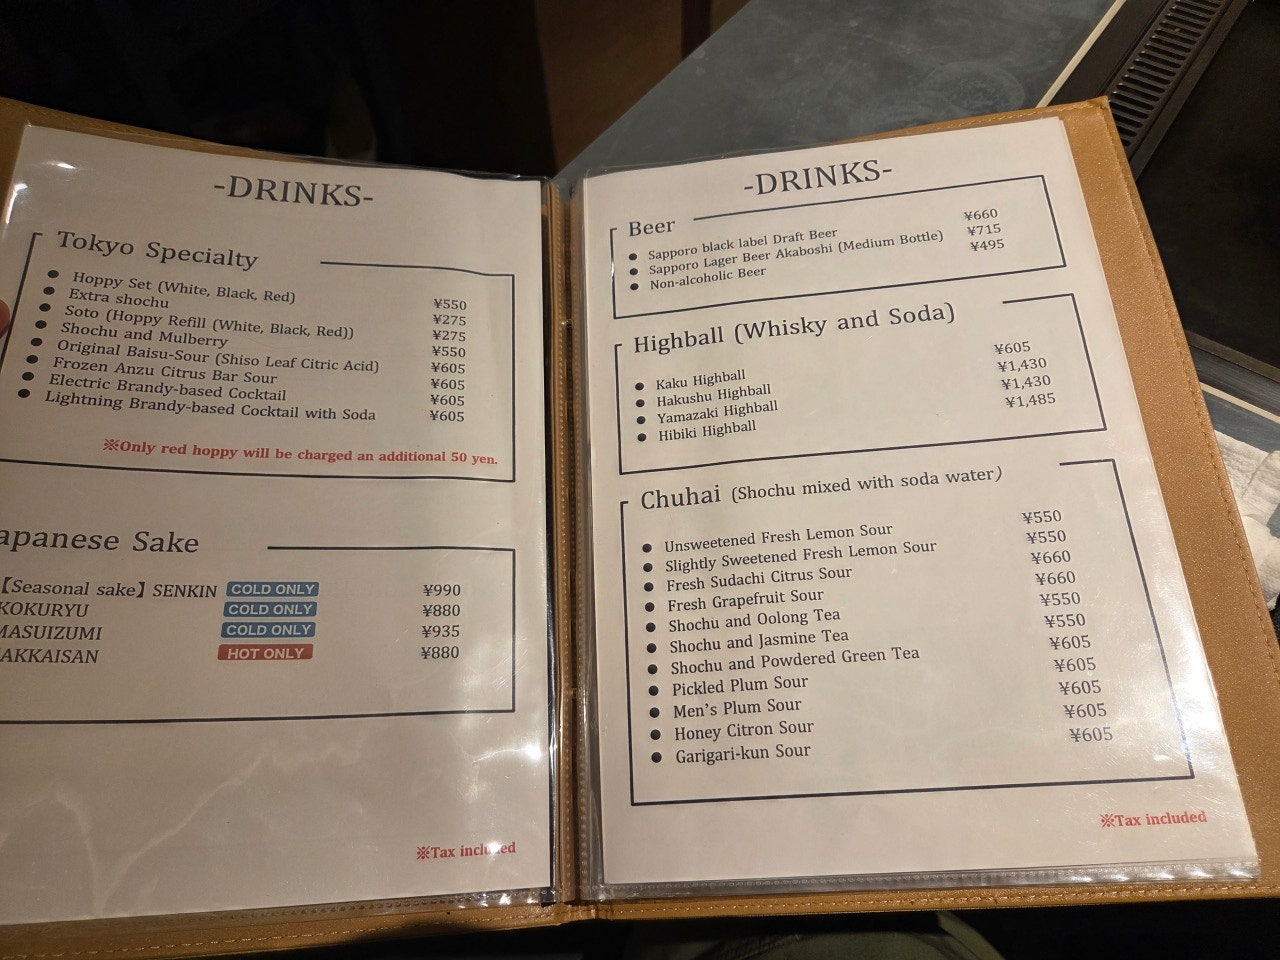 -DRINKS-
Tokyo Specialty
● Hoppy Set (White, Black, Red) ¥550
● Extra shochu ¥275
● Soto (Hoppy Refill (White, Black, Red)) ¥275
● Shochu and Mulberry ¥550
● Original Baisu-Sour (Shiso Leaf Citric Acid) ¥605
● Frozen Anzu Citrus Bar Sour ¥605
● Electric Brandy-based Cocktail ¥605
● Lightning Brandy-based Cocktail with Soda ¥605
※Only red hoppy will be charged an additional 50 yen.
apanese Sake
【Seasonal sake】SENKIN COLD ONLY ¥990
KOKURYU COLD ONLY ¥880
MASUIZUMI COLD ONLY ¥935
AKKAISAN HOT ONLY ¥880
※Tax included
-DRINKS-
Beer
● Sapporo black label Draft Beer ¥660
● Sapporo Lager Beer Akaboshi (Medium Bottle) ¥715
● Non-alcoholic Beer ¥495
Highball (Whisky and Soda)
● Kaku Highball ¥605
● Hakushu Highball ¥1,430
● Yamazaki Highball ¥1,430
● Hibiki Highball ¥1,485
Chuhai (Shochu mixed with soda water)
● Unsweetened Fresh Lemon Sour ¥550
● Slightly Sweetened Fresh Lemon Sour ¥550
● Fresh Sudachi Citrus Sour ¥660
● Fresh Grapefruit Sour ¥660
● Shochu and Oolong Tea ¥550
● Shochu and Jasmine Tea ¥550
● Shochu and Powdered Green Tea ¥605
● Pickled Plum Sour ¥605
● Men's Plum Sour ¥605
● Honey Citron Sour ¥605
● Garigari-kun Sour ¥605
※Tax included